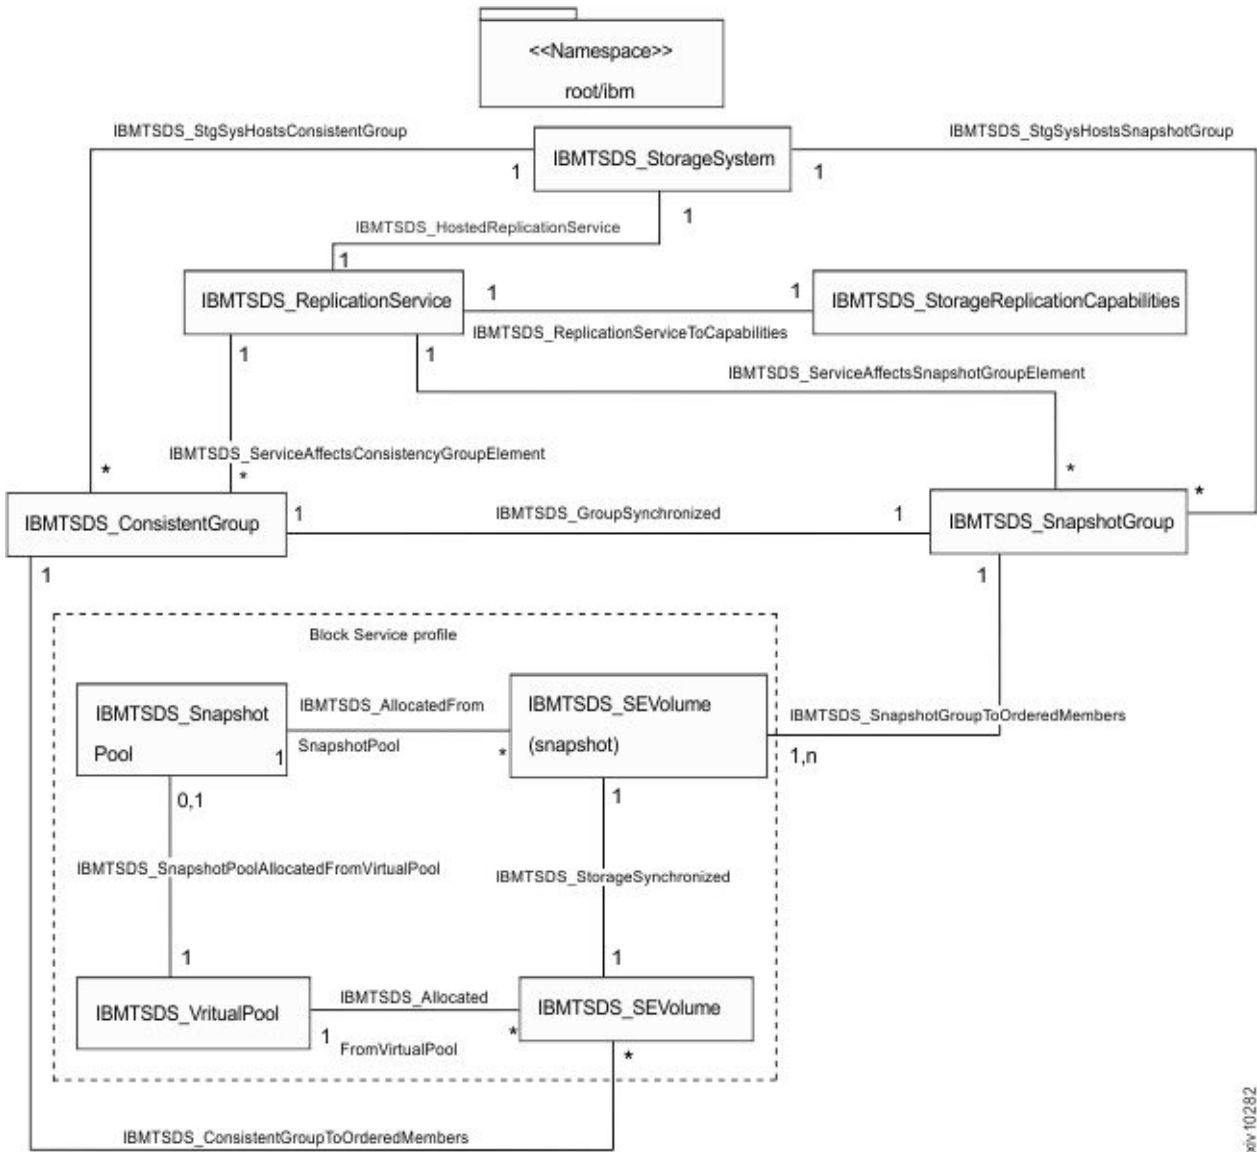 <<Namespace>>
root/ibm
IBMTSDS_StgSysHostsConsistentGroup
IBMTSDS_StgSysHostsSnapshotGroup
IBMTSDS_StorageSystem
1
1
1
IBMTSDS_HostedReplicationService
1
IBMTSDS_ReplicationService
1
1
IBMTSDS_StorageReplicationCapabilities
IBMTSDS_ReplicationServiceToCapabilities
1
1
IBMTSDS_ServiceAffectsSnapshotGroupElement
IBMTSDS_ServiceAffectsConsistencyGroupElement
*
*
*
*
IBMTSDS_ConsistentGroup
1
IBMTSDS_GroupSynchronized
1
IBMTSDS_SnapshotGroup
1
1
Block Service profile
IBMTSDS_Snapshot
Pool
IBMTSDS_AllocatedFrom
SnapshotPool
1
*
IBMTSDS_SEVolume
(snapshot)
IBMTSDS_SnapshotGroupToOrderedMembers
1,n
0,1
1
IBMTSDS_SnapshotPoolAllocatedFromVirtualPool
IBMTSDS_StorageSynchronized
1
1
IBMTSDS_VritualPool
IBMTSDS_Allocated
FromVirtualPool
1
*
IBMTSDS_SEVolume
*
IBMTSDS_ConsistentGroupToOrderedMembers
xiv10282